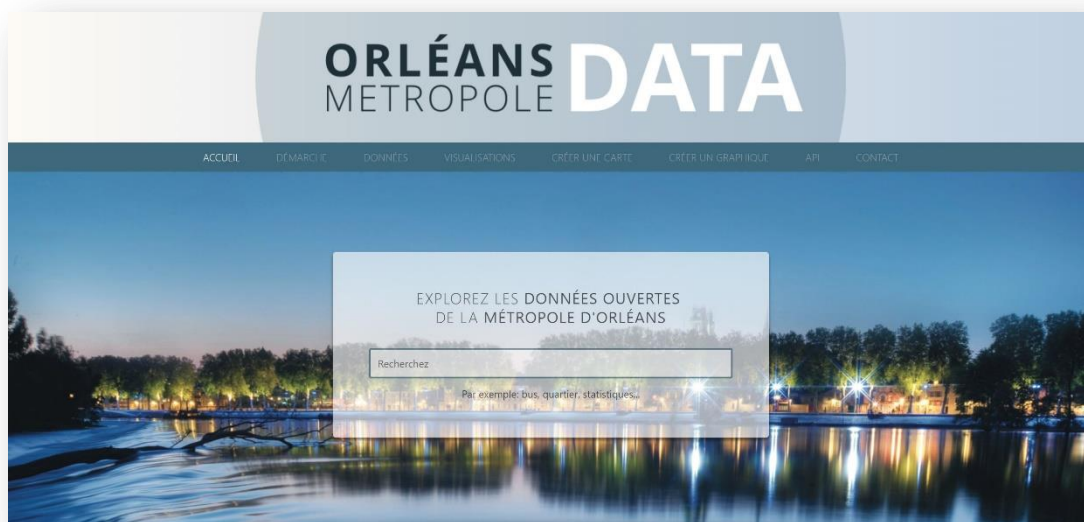 ORLÉANS
METROPOLE DATA
ACCUEIL DÉMARCHE DONNÉES VISUALISATIONS CRÉER UNE CARTE CRÉER UN GRAPHIQUE API CONTACT
EXPLOREZ LES DONNÉES OUVERTES
DE LA MÉTROPOLE D'ORLÉANS
Recherchez
Par exemple: bus, quartier, statistiques...